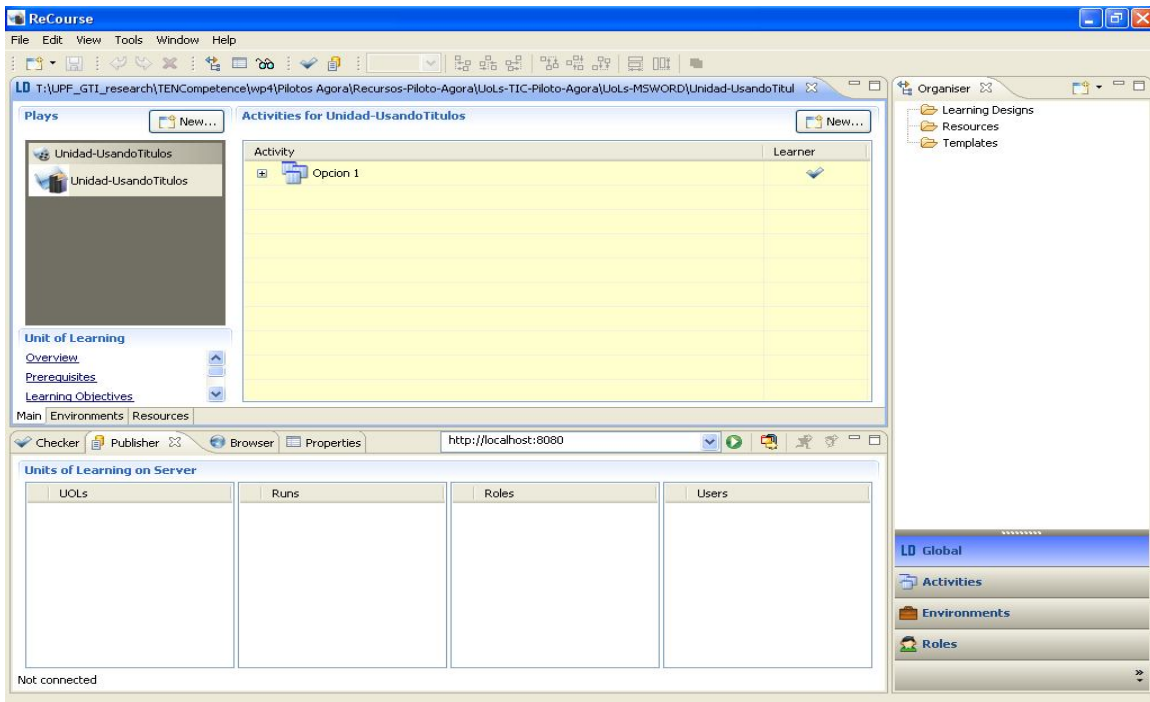 ReCourse
File Edit View Tools Window Help
LD T:\UPF_GTI_research\TENCompetence\wp4\Pilotos Agora\Recursos-Piloto-Agora\UoLs-TIC-Piloto-Agora\UoLs-MSWORD\Unidad-UsandoTitul
Plays
New...
Unidad-UsandoTitulos
Unidad-UsandoTitulos
Unit of Learning
Overview
Prerequisites
Learning Objectives
Activities for Unidad-UsandoTitulos
New...
Activity Learner
Opcion 1
Main Environments Resources
Organiser
Learning Designs
Resources
Templates
Checker Publisher Browser Properties http://localhost:8080
Units of Learning on Server
UOLs Runs Roles Users
Not connected
LD Global
Activities
Environments
Roles